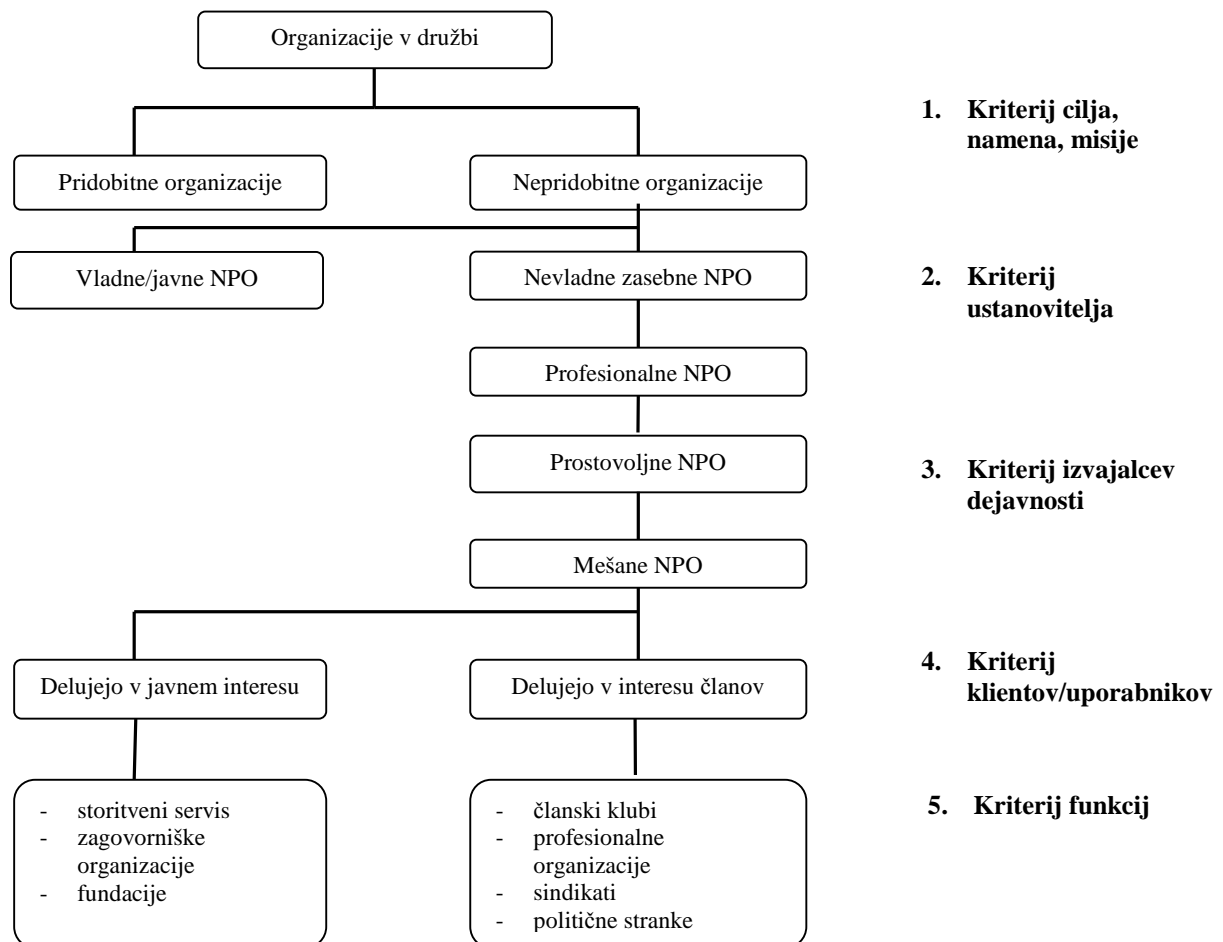 Organizacije v družbi
1. Kriterij cilja,
namena, misije
Pridobitne organizacije
Nepridobitne organizacije
Vladne/javne NPO
Nevladne zasebne NPO
2. Kriterij
ustanovitelja
Profesionalne NPO
Prostovoljne NPO
3. Kriterij izvajalcev
dejavnosti
Mešane NPO
Delujejo v javnem interesu
Delujejo v interesu članov
4. Kriterij
klientov/uporabnikov
- storitveni servis
- zagovorniške
organizacije
- fundacije
- članski klubi
- profesionalne
organizacije
- sindikati
- politične stranke
5. Kriterij funkcij